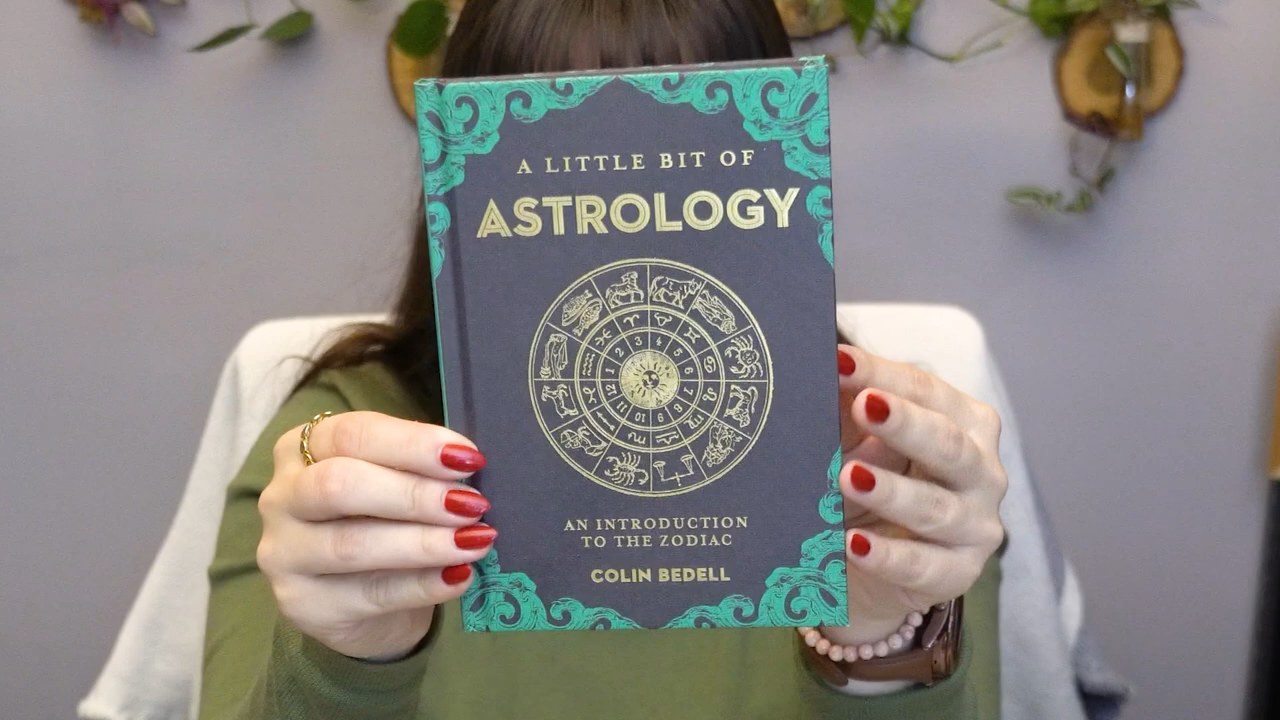 A LITTLE BIT OF
ASTROLOGY
AN INTRODUCTION
TO THE ZODIAC
COLIN BEDELL